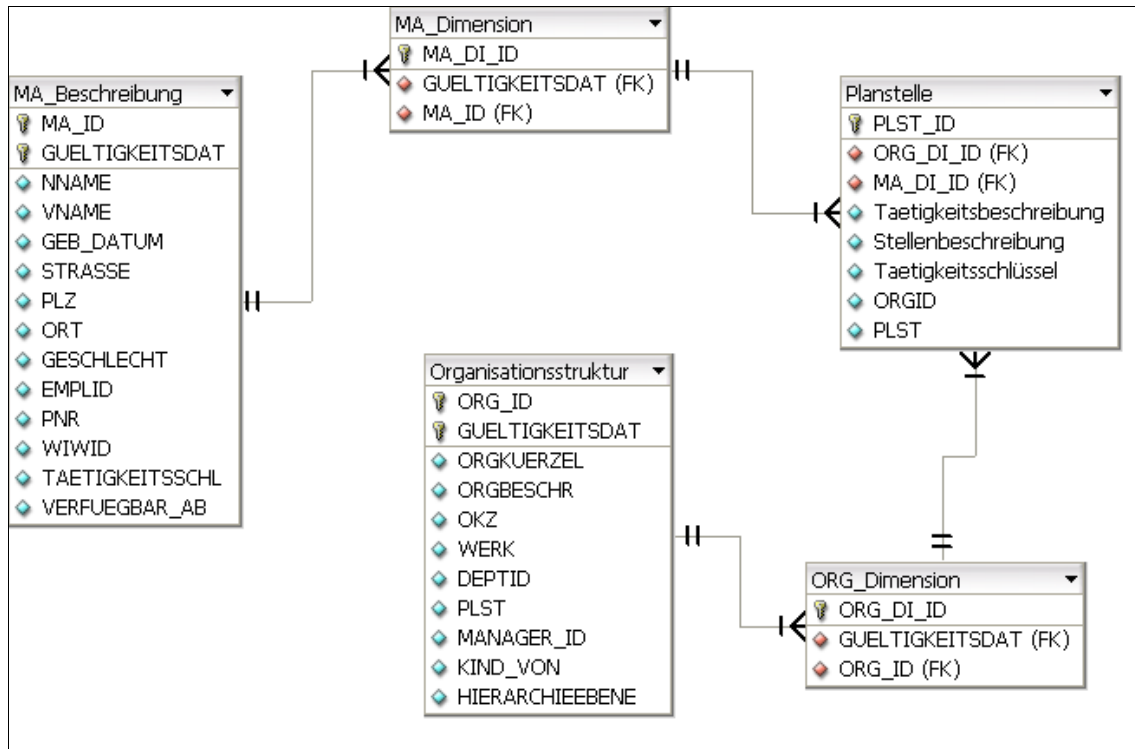 MA_Dimension
MA_DI_ID
GUELTIGKEITSDAT (FK)
MA_ID (FK)
MA_Beschreibung
MA_ID
GUELTIGKEITSDAT
NNAME
VNAME
GEB_DATUM
STRASSE
PLZ
ORT
GESCHLECHT
EMPLID
PNR
WIWID
TAETIGKEITSSCHL
VERFUEGBAR_AB
Planstelle
PLST_ID
ORG_DI_ID (FK)
MA_DI_ID (FK)
Taetigkeitsbeschreibung
Stellenbeschreibung
Taetigkeitsschlüssel
ORGID
PLST
Organisationsstruktur
ORG_ID
GUELTIGKEITSDAT
ORGKUERZEL
ORGBESCHR
OKZ
WERK
DEPTID
PLST
MANAGER_ID
KIND_VON
HIERARCHIEEBENE
ORG_Dimension
ORG_DI_ID
GUELTIGKEITSDAT (FK)
ORG_ID (FK)